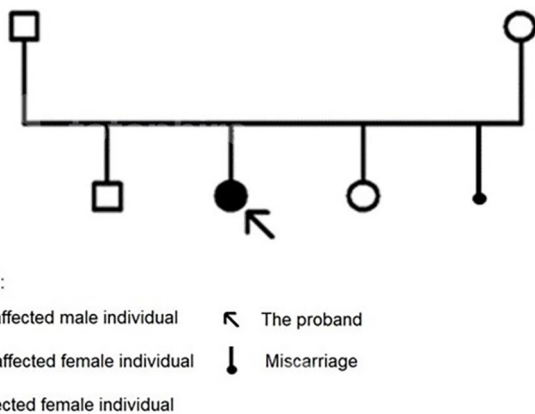 :
affected male individual
The proband
affected female individual
Miscarriage
ected female individual